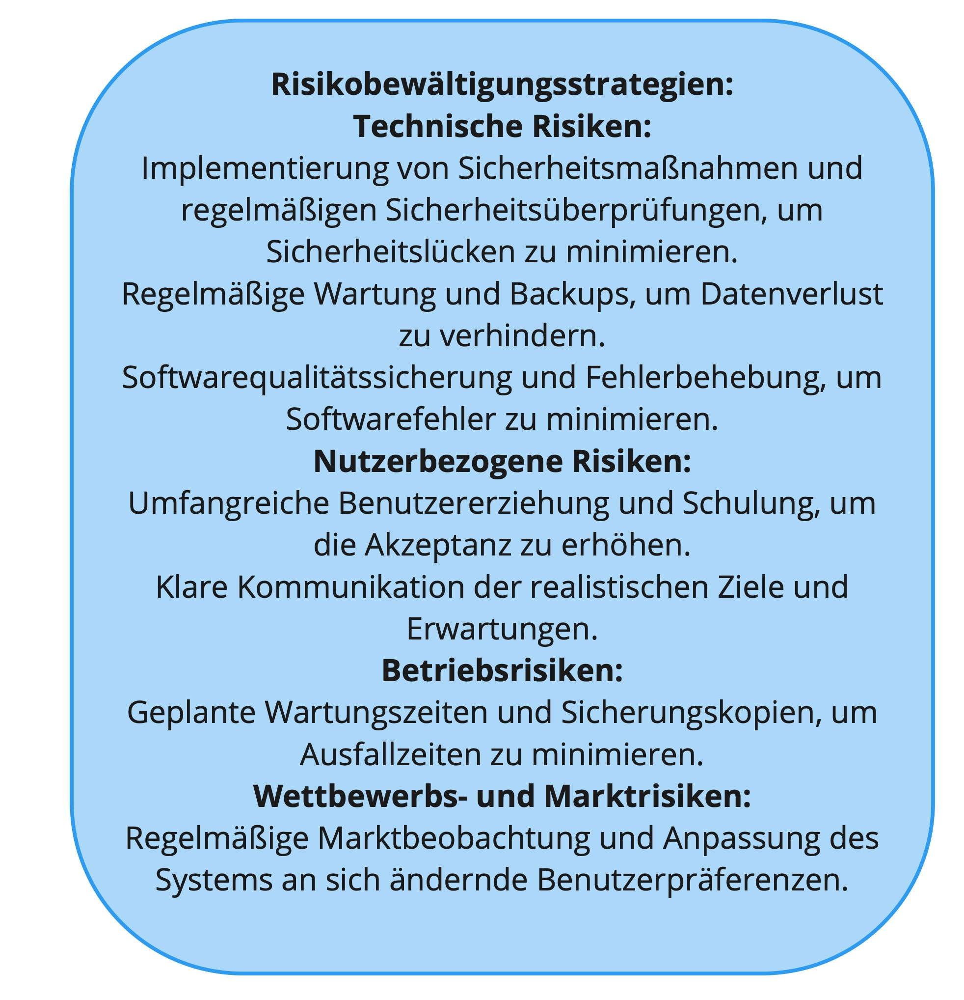 Risikobewältigungsstrategien:
Technische Risiken:
Implementierung von Sicherheitsmaßnahmen und
regelmäßigen Sicherheitsüberprüfungen, um
Sicherheitslücken zu minimieren.
Regelmäßige Wartung und Backups, um Datenverlust
zu verhindern.
Softwarequalitätssicherung und Fehlerbehebung, um
Softwarefehler zu minimieren.
Nutzerbezogene Risiken:
Umfangreiche Benutzererziehung und Schulung, um
die Akzeptanz zu erhöhen.
Klare Kommunikation der realistischen Ziele und
Erwartungen.
Betriebsrisiken:
Geplante Wartungszeiten und Sicherungskopien, um
Ausfallzeiten zu minimieren.
Wettbewerbs- und Marktrisiken:
Regelmäßige Marktbeobachtung und Anpassung des
Systems an sich ändernde Benutzerpräferenzen.